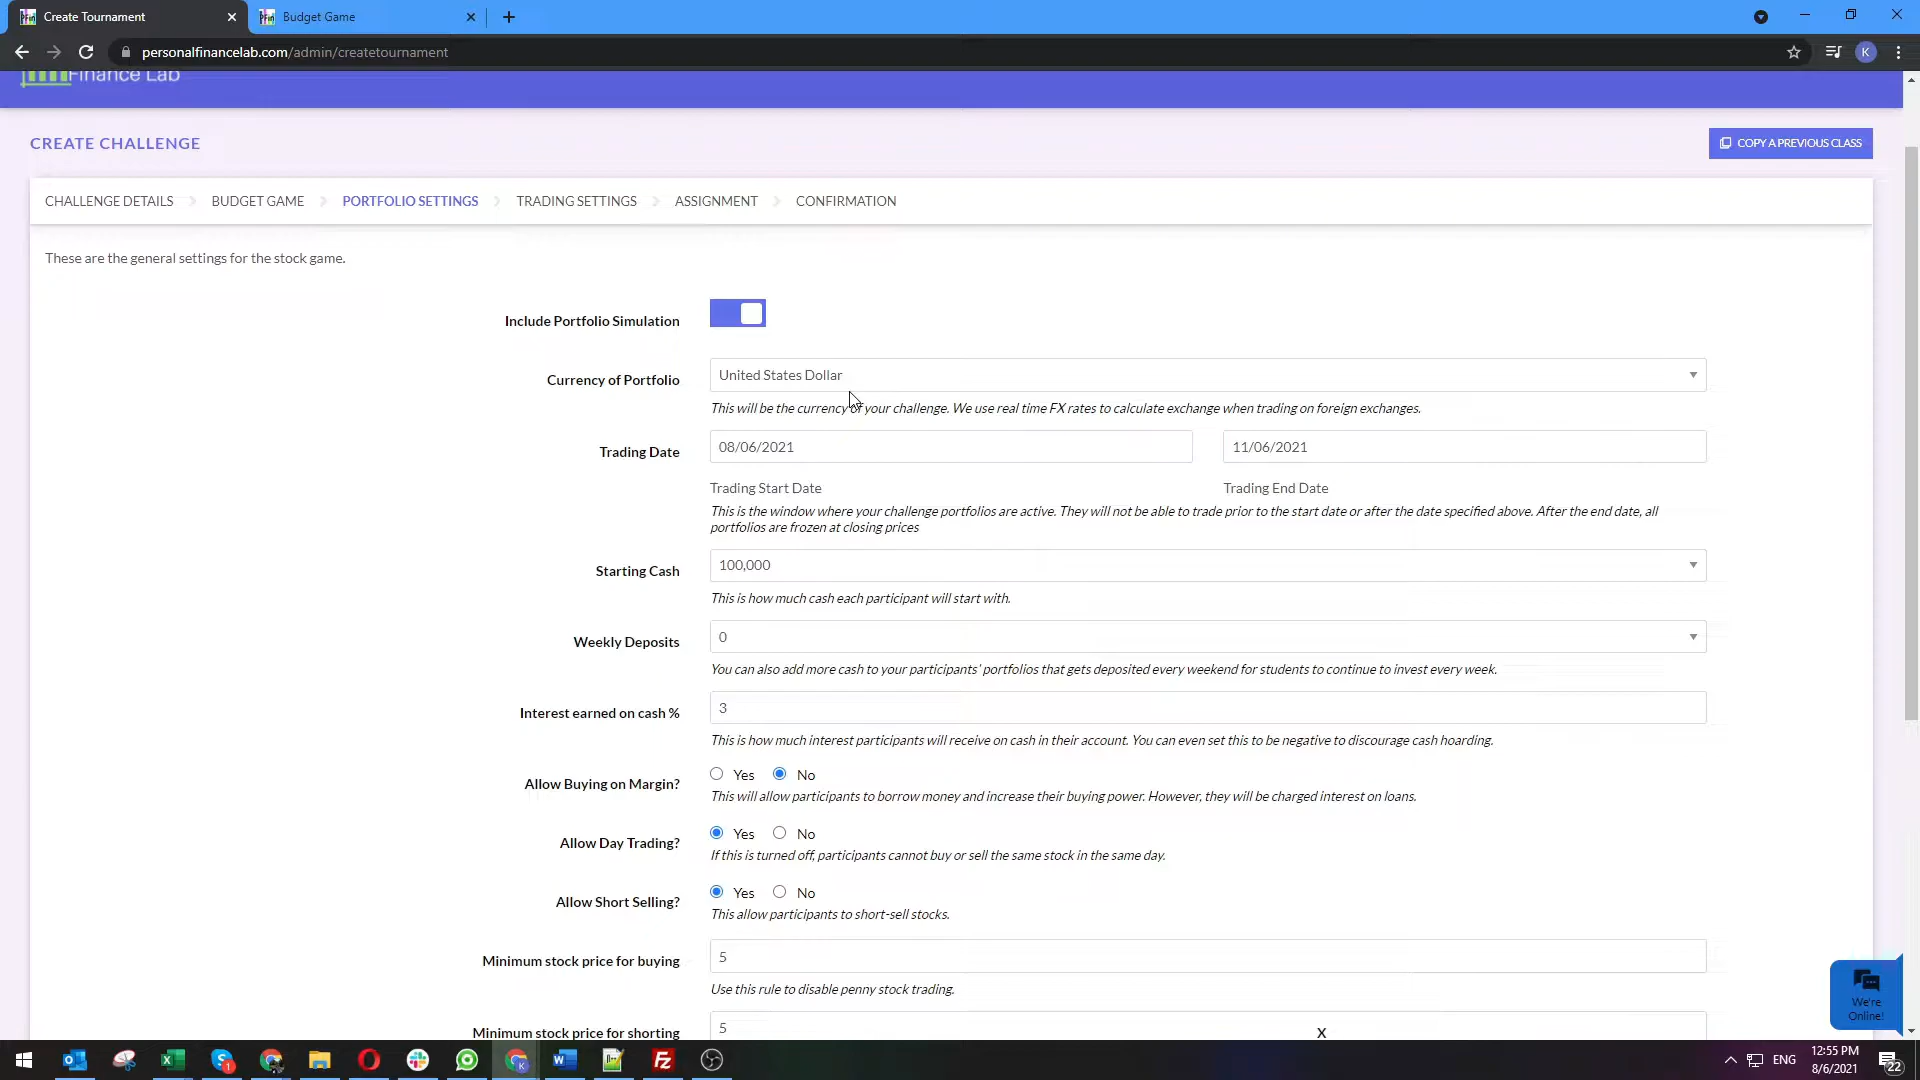 Create Tournament
Budget Game
personalfinancelab.com/admin/createtournament
K
Finance Lab
CREATE CHALLENGE
COPY A PREVIOUS CLASS
CHALLENGE DETAILS
BUDGET GAME
PORTFOLIO SETTINGS
TRADING SETTINGS
ASSIGNMENT
CONFIRMATION
These are the general settings for the stock game.
Include Portfolio Simulation
Currency of Portfolio
United States Dollar
This will be the currency of your challenge. We use real time FX rates to calculate exchange when trading on foreign exchanges.
Trading Date
08/06/2021
11/06/2021
Trading Start Date
Trading End Date
This is the window where your challenge portfolios are active. They will not be able to trade prior to the start date or after the date specified above. After the end date, all
portfolios are frozen at closing prices
Starting Cash
100,000
This is how much cash each participant will start with.
Weekly Deposits
0
You can also add more cash to your participants' portfolios that gets deposited every weekend for students to continue to invest every week.
Interest earned on cash %
3
This is how much interest participants will receive on cash in their account. You can even set this to be negative to discourage cash hoarding.
Allow Buying on Margin?
Yes No
This will allow participants to borrow money and increase their buying power. However, they will be charged interest on loans.
Allow Day Trading?
Yes No
If this is turned off, participants cannot buy or sell the same stock in the same day.
Allow Short Selling?
Yes No
This allow participants to short-sell stocks.
Minimum stock price for buying
5
Use this rule to disable penny stock trading.
Minimum stock price for shorting
5
X
We're
Online!
ENG
12:55 PM
8/6/2021
22